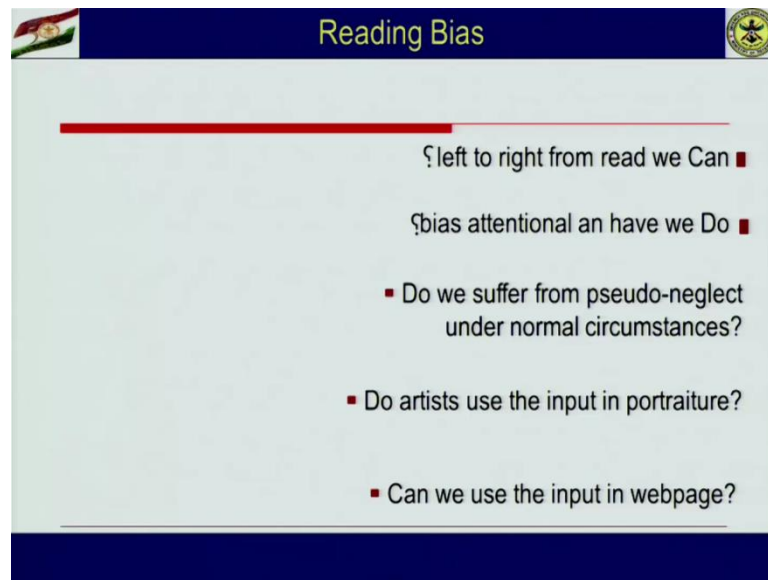 Reading Bias
؟left to right from read we Can
؟bias attentional an have we Do
Do we suffer from pseudo-neglect
under normal circumstances?
Do artists use the input in portraiture?
Can we use the input in webpage?